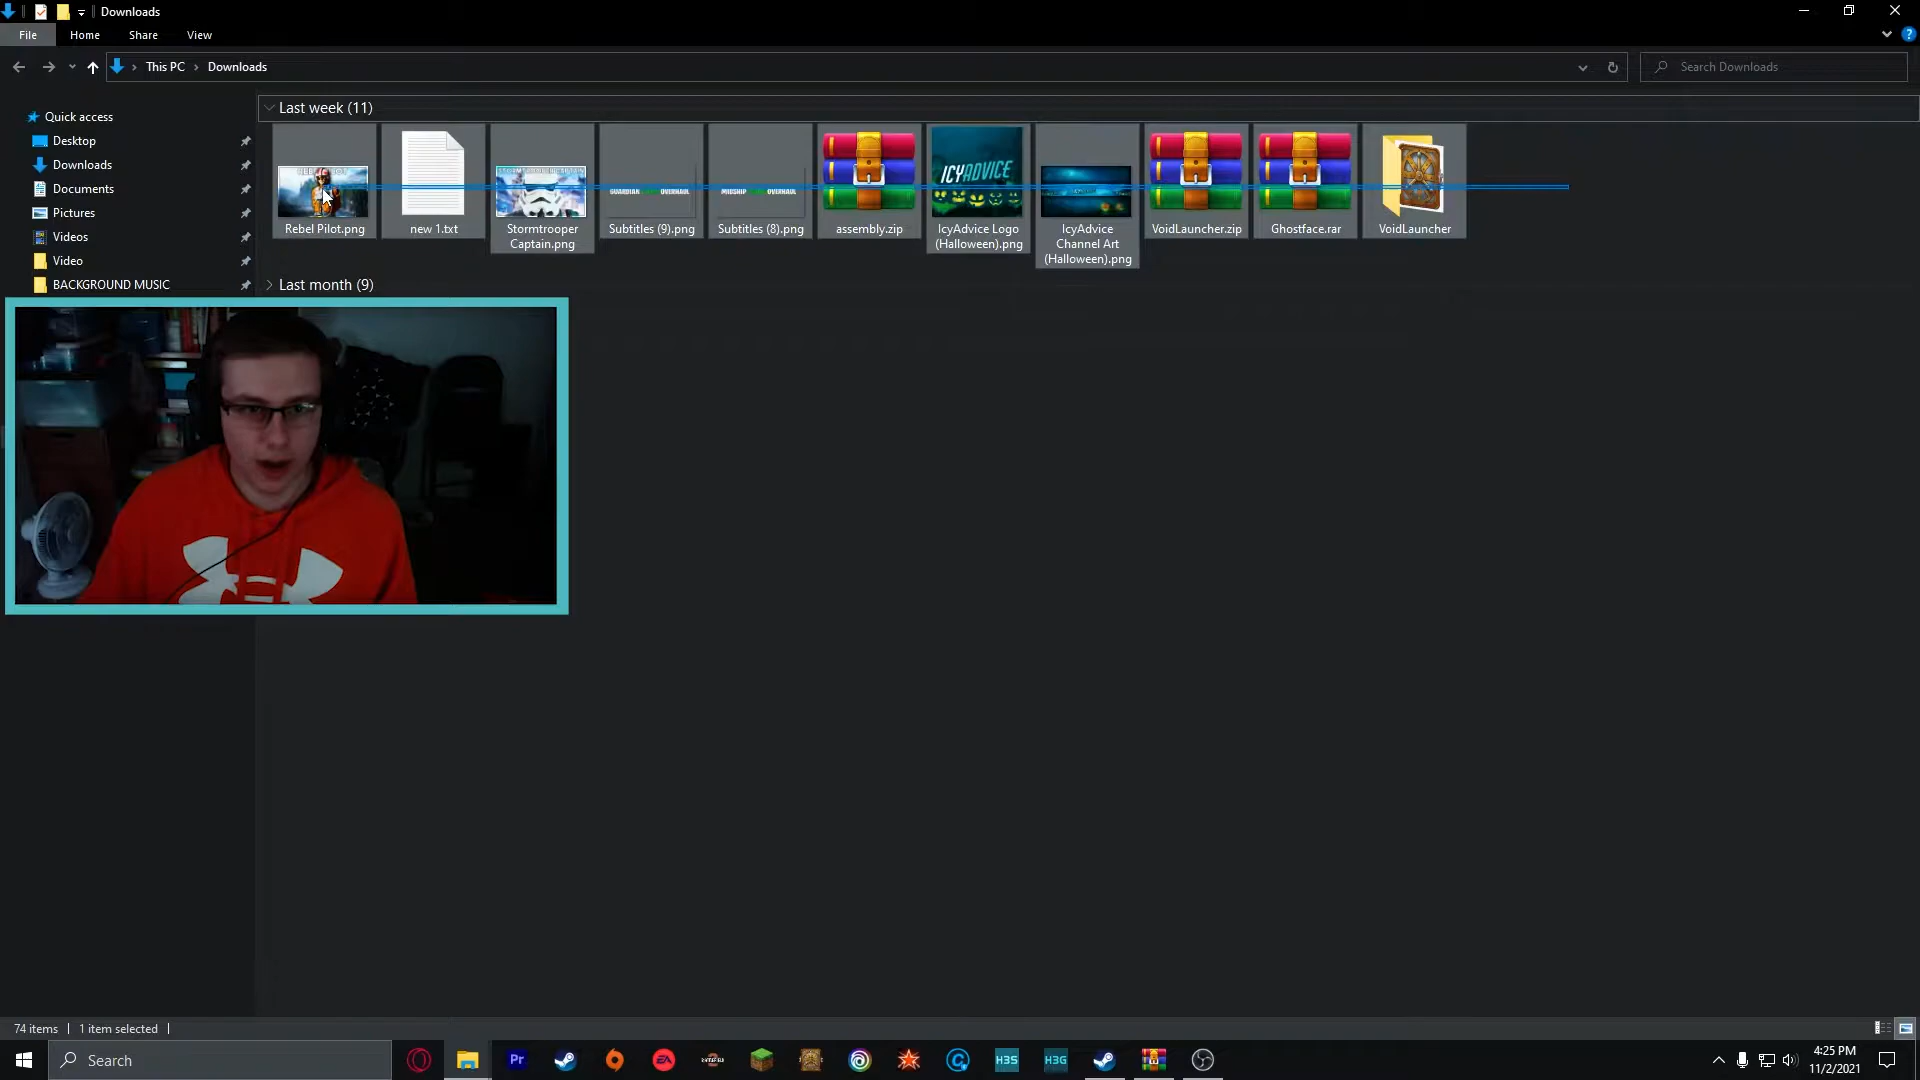 Downloads
File Home Share View
This PC Downloads
Search Downloads
Quick access
Desktop
Downloads
Documents
Pictures
Videos
Video
BACKGROUND MUSIC
Last week (11)
ICYADVICE
Rebel Pilot.png
new 1.txt
Stormtrooper
Captain.png
Subtitles (9).png
Subtitles (8).png
assembly.zip
IcyAdvice Logo
(Halloween).png
IcyAdvice
Channel Art
(Halloween).png
VoidLauncher.zip
Ghostface.rar
VoidLauncher
Last month (9)
74 items 1 item selected
Search
Pr
EA
H3S
H3G
4:25 PM
11/2/2021